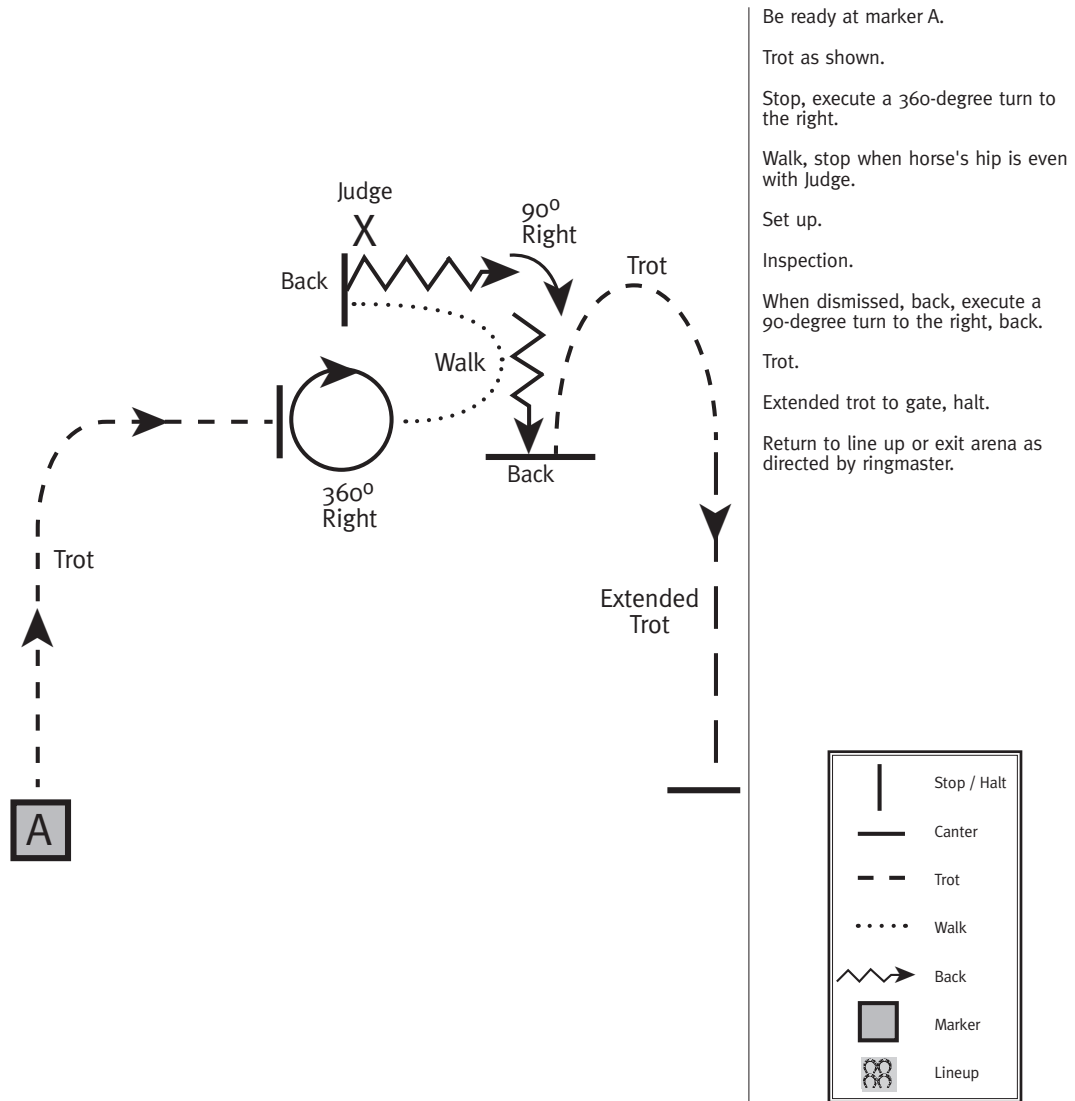 Judge
X
90º
Right
Back
Trot
Walk
360º
Right
Back
Trot
Extended
Trot
A
Be ready at marker A.
Trot as shown.
Stop, execute a 360-degree turn to
the right.
Walk, stop when horse's hip is even
with Judge.
Set up.
Inspection.
When dismissed, back, execute a
90-degree turn to the right, back.
Trot.
Extended trot to gate, halt.
Return to line up or exit arena as
directed by ringmaster.
Stop / Halt
Canter
Trot
Walk
Back
Marker
Lineup